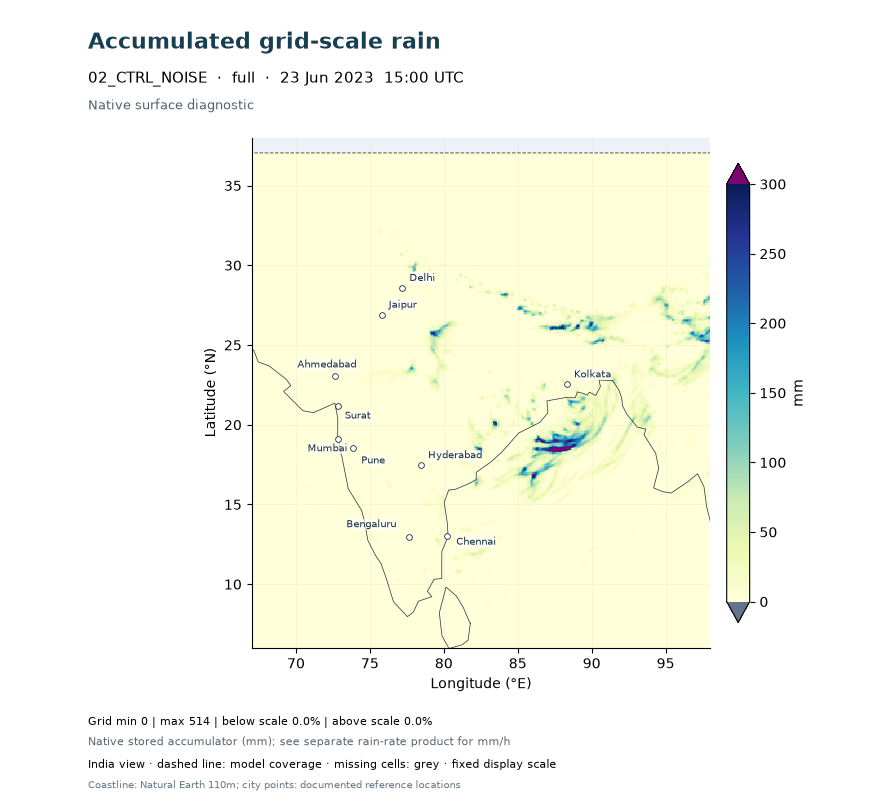 Accumulated grid-scale rain
02_CTRL_NOISE · full · 23 Jun 2023 15:00 UTC
Native surface diagnostic
35
30
25
20
15
10
Latitude (°N)
Delhi
Jaipur
Ahmedabad
Kolkata
Surat
Mumbai
Pune
Hyderabad
Bengaluru
Chennai
70 75 80 85 90 95
Longitude (°E)
300
250
200
150
100
50
0
mm
Grid min 0 | max 514 | below scale 0.0% | above scale 0.0%
Native stored accumulator (mm); see separate rain-rate product for mm/h
India view · dashed line: model coverage · missing cells: grey · fixed display scale
Coastline: Natural Earth 110m; city points: documented reference locations